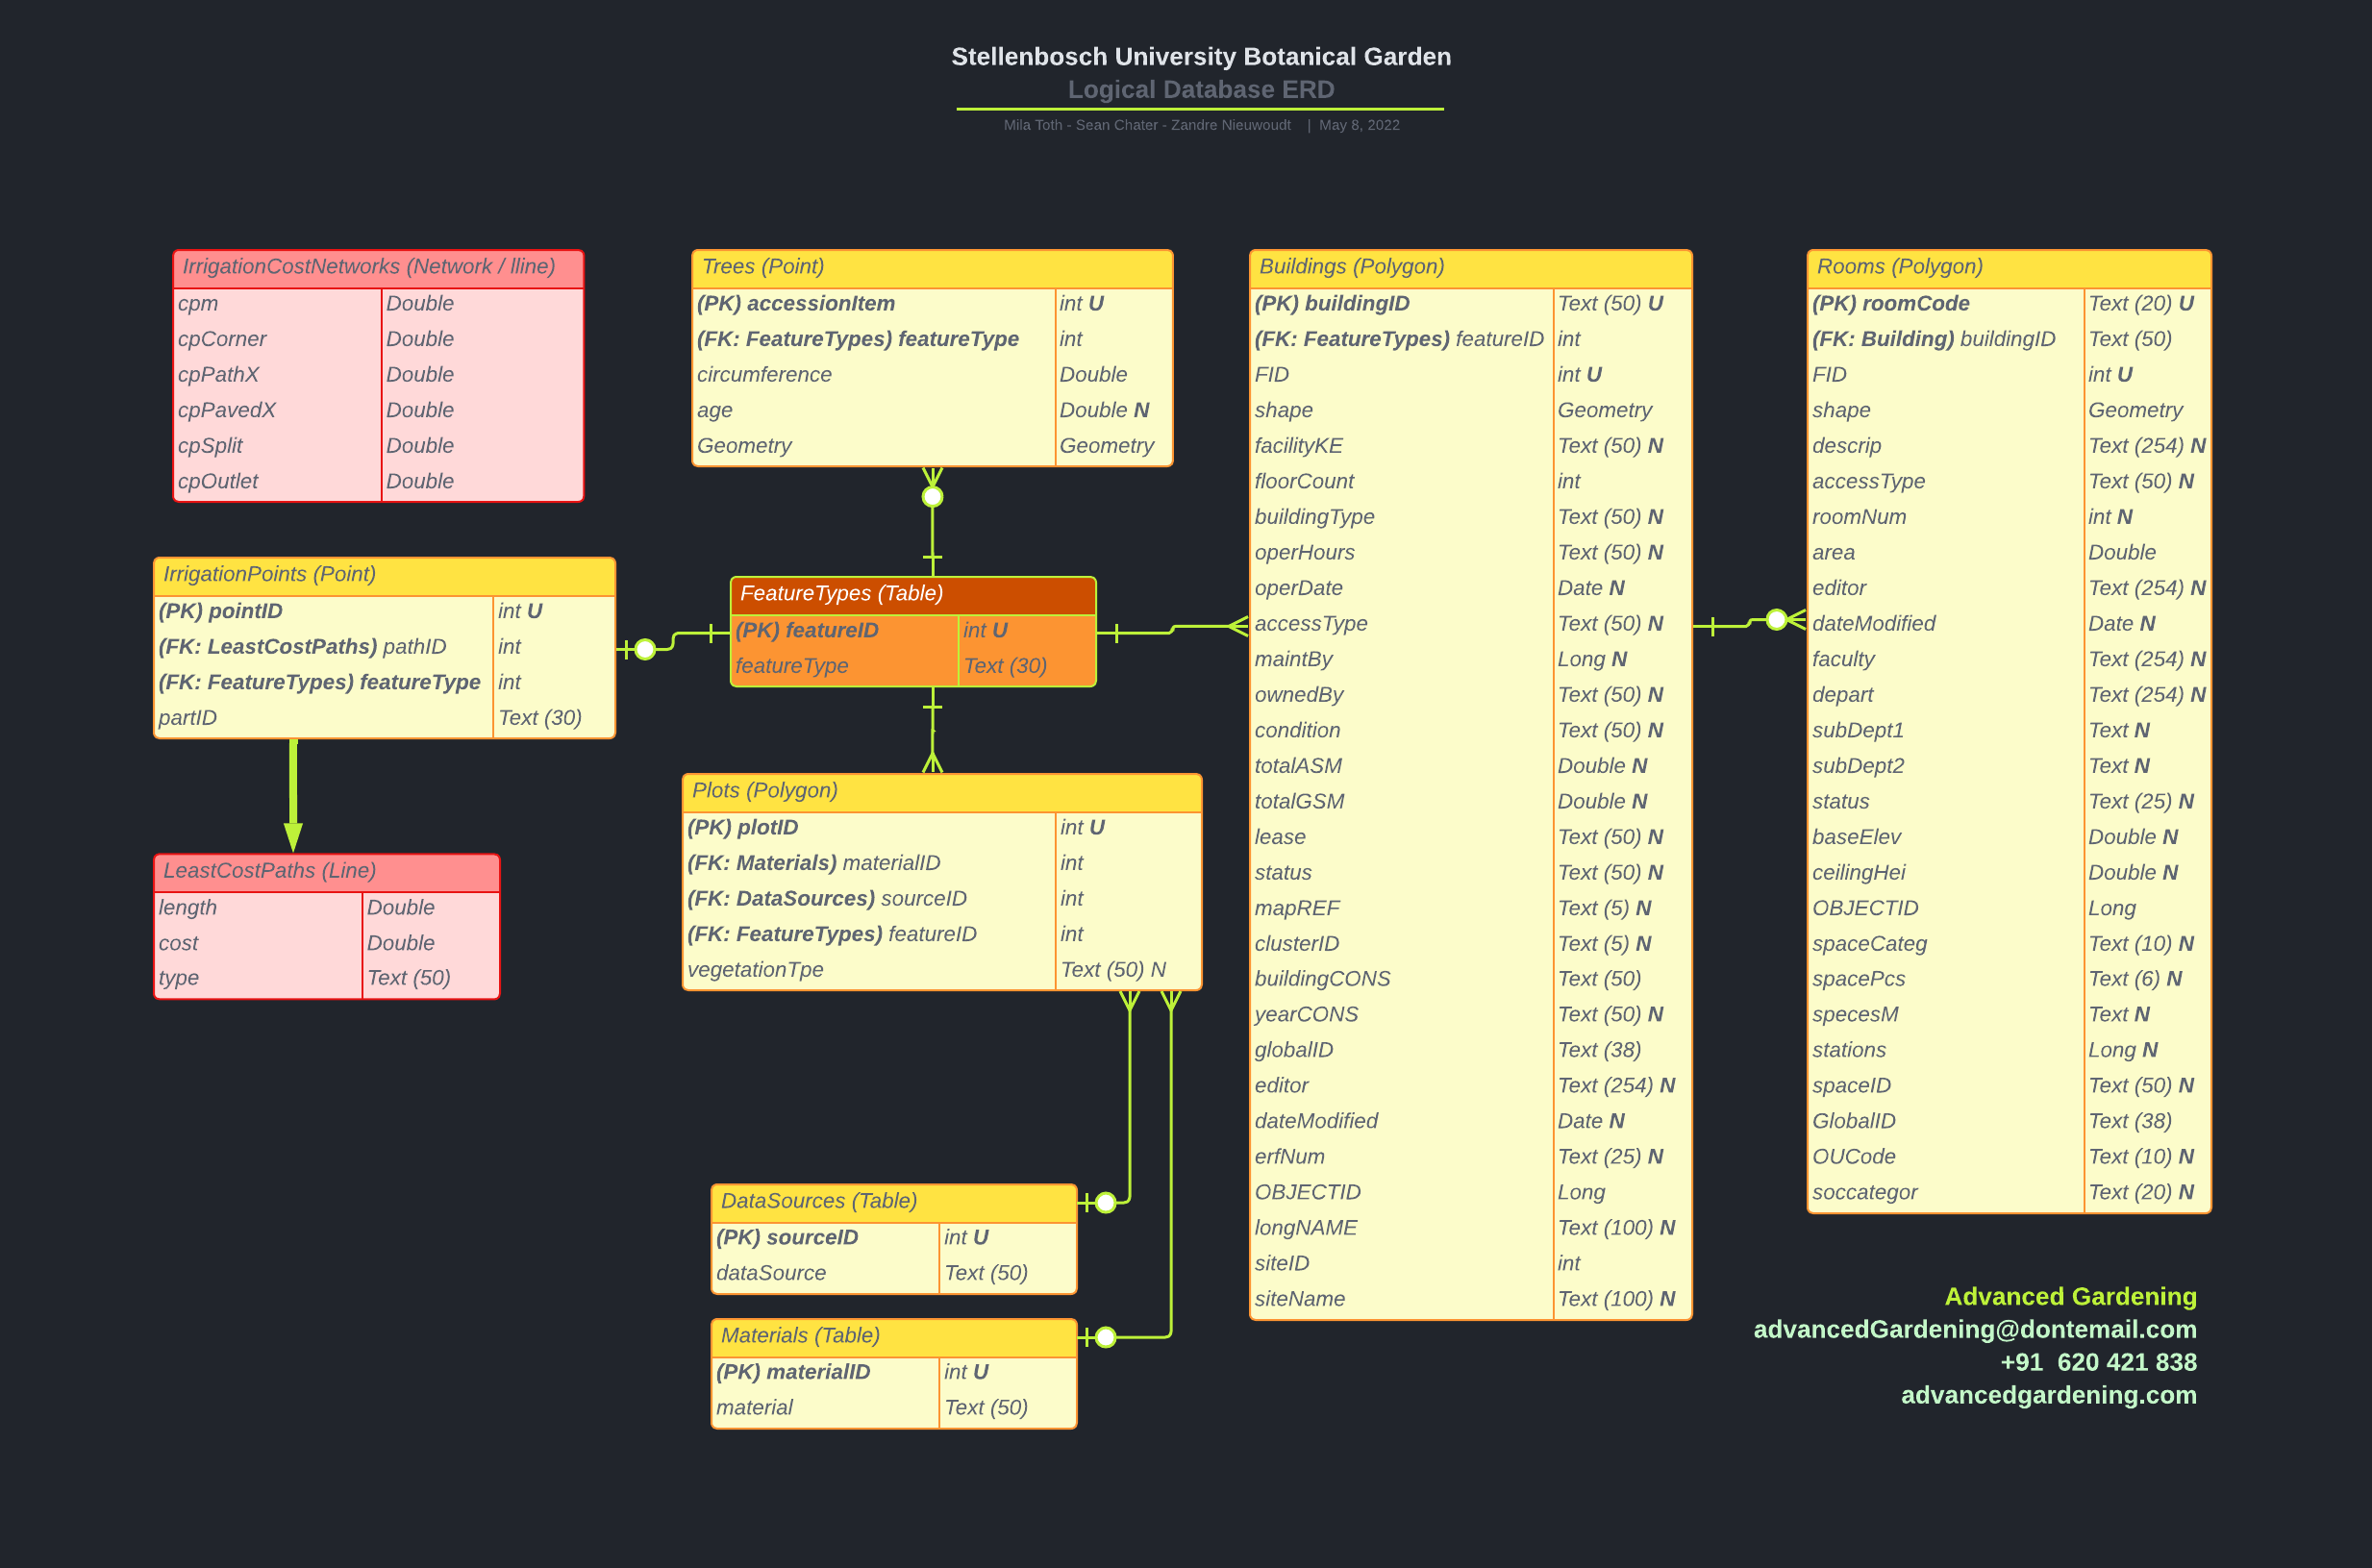 Stellenbosch University Botanical Garden
Logical Database ERD
Mila Toth - Sean Chater - Zandre Nieuwoudt | May 8, 2022
IrrigationCostNetworks (Network / lline)
cpm Double
cpCorner Double
cpPathX Double
cpPavedX Double
cpSplit Double
cpOutlet Double
IrrigationPoints (Point)
(PK) pointID int U
(FK: LeastCostPaths) pathID int
(FK: FeatureTypes) featureType int
partID Text (30)
LeastCostPaths (Line)
length Double
cost Double
type Text (50)
Trees (Point)
(PK) accessionItem int U
(FK: FeatureTypes) featureType int
circumference Double
age Double N
Geometry Geometry
FeatureTypes (Table)
(PK) featureID int U
featureType Text (30)
Plots (Polygon)
(PK) plotID int U
(FK: Materials) materialID int
(FK: DataSources) sourceID int
(FK: FeatureTypes) featureID int
vegetationTpe Text (50) N
DataSources (Table)
(PK) sourceID int U
dataSource Text (50)
Materials (Table)
(PK) materialID int U
material Text (50)
Buildings (Polygon)
(PK) buildingID Text (50) U
(FK: FeatureTypes) featureID int
FID int U
shape Geometry
facilityKE Text (50) N
floorCount int
buildingType Text (50) N
operHours Text (50) N
operDate Date N
accessType Text (50) N
maintBy Long N
ownedBy Text (50) N
condition Text (50) N
totalASM Double N
totalGSM Double N
lease Text (50) N
status Text (50) N
mapREF Text (5) N
clusterID Text (5) N
buildingCONS Text (50)
yearCONS Text (50) N
globalID Text (38)
editor Text (254) N
dateModified Date N
erfNum Text (25) N
OBJECTID Long
longNAME Text (100) N
siteID int
siteName Text (100) N
Rooms (Polygon)
(PK) roomCode Text (20) U
(FK: Building) buildingID Text (50)
FID int U
shape Geometry
descrip Text (254) N
accessType Text (50) N
roomNum int N
area Double
editor Text (254) N
dateModified Date N
faculty Text (254) N
depart Text (254) N
subDept1 Text N
subDept2 Text N
status Text (25) N
baseElev Double N
ceilingHei Double N
OBJECTID Long
spaceCateg Text (10) N
spacePcs Text (6) N
specesM Text N
stations Long N
spaceID Text (50) N
GlobalID Text (38)
OUCode Text (10) N
soccategor Text (20) N
Advanced Gardening
advancedGardening@dontemail.com
+91 620 421 838
advancedgardening.com